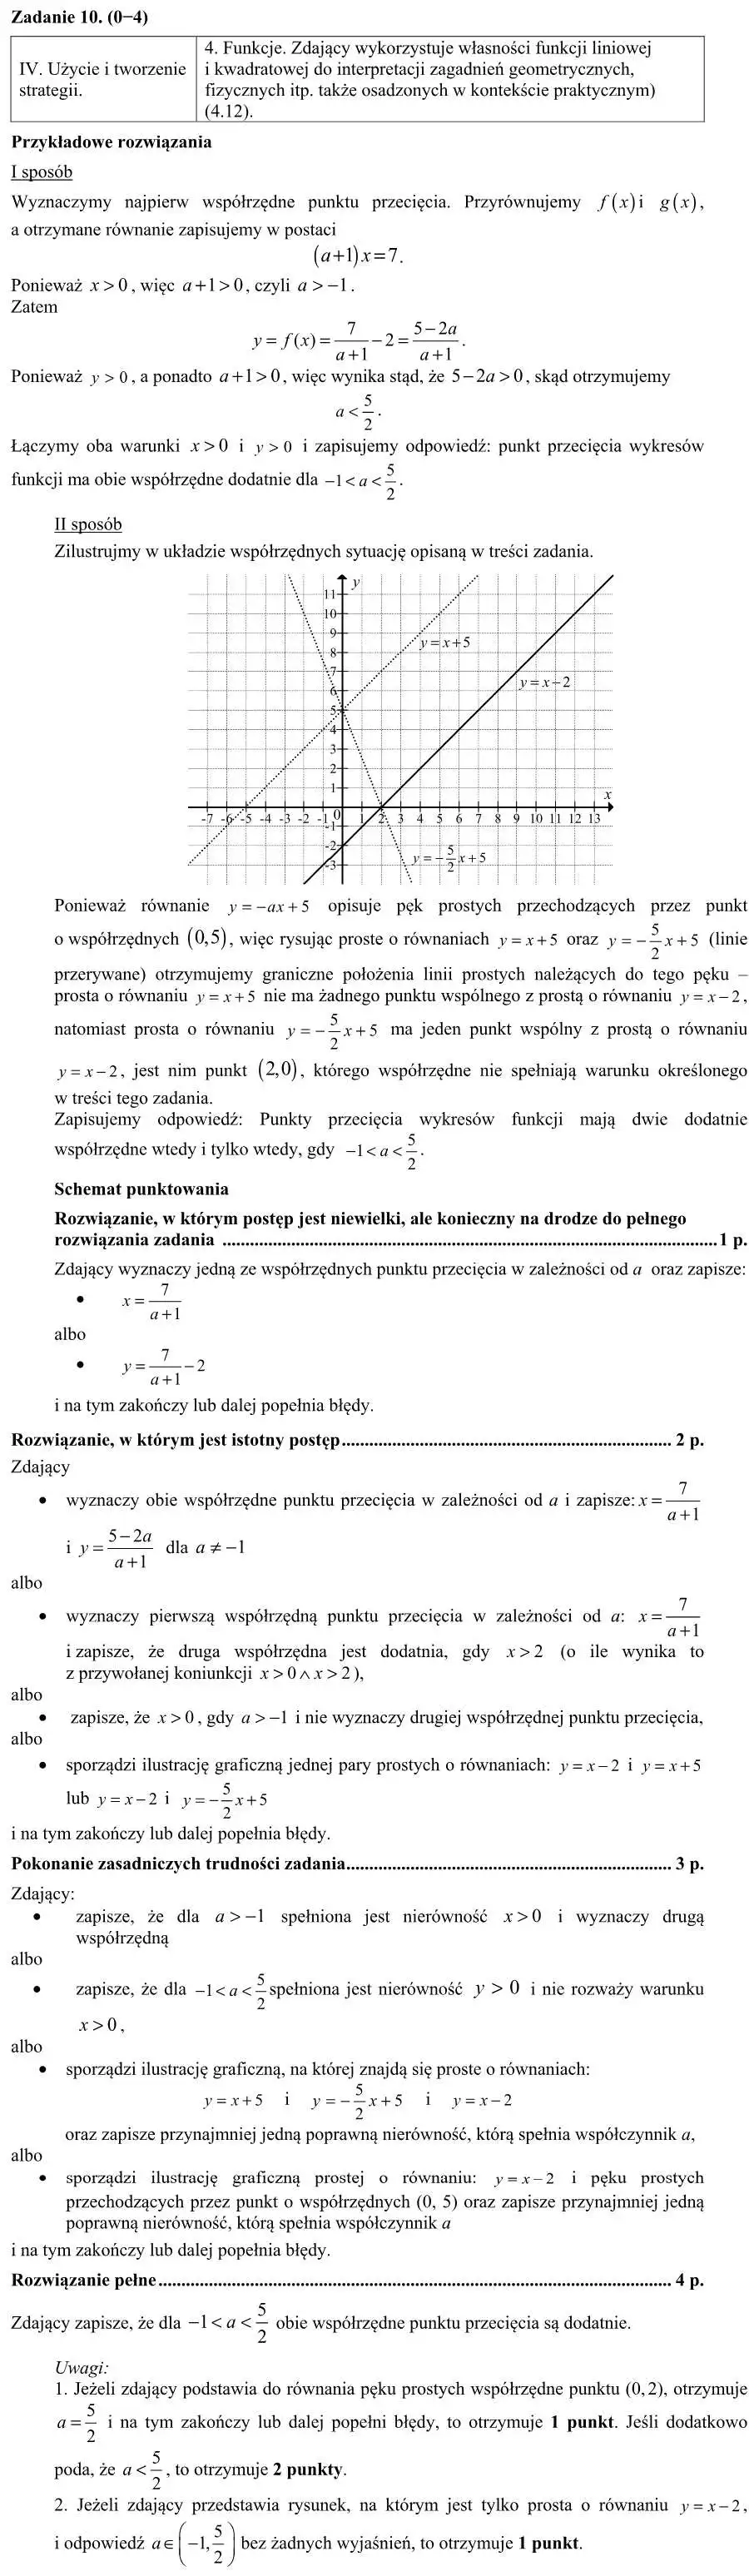 Zadanie 10. (0−4)
IV. Użycie i tworzenie strategii.
4. Funkcje. Zdający wykorzystuje własności funkcji liniowej
i kwadratowej do interpretacji zagadnień geometrycznych,
fizycznych itp. także osadzonych w kontekście praktycznym)
(4.12).
Przykładowe rozwiązania
I sposób
Wyznaczymy najpierw współrzędne punktu przecięcia. Przyrównujemy f(x) i g(x),
a otrzymane równanie zapisujemy w postaci
(a+1)x=7.
Ponieważ x>0, więc a+1>0, czyli a>−1.
Zatem
y = f(x) = 7/(a+1) − 2 = (5−2a)/(a+1).
Ponieważ y>0, a ponadto a+1>0, więc wynika stąd, że 5−2a>0, skąd otrzymujemy
a < 5/2.
Łączymy oba warunki x>0 i y>0 i zapisujemy odpowiedź: punkt przecięcia wykresów
funkcji ma obie współrzędne dodatnie dla −1<a<5/2.
II sposób
Zilustrujmy w układzie współrzędnych sytuację opisaną w treści zadania.
y
11
10
9
8
7
6
5
4
3
2
1
y=x+5
y=x−2
x
-7 -6 -5 -4 -3 -2 -1 0 1 2 3 4 5 6 7 8 9 10 11 12 13
-1
-2
-3
y=−5/2x+5
Ponieważ równanie y=−ax+5 opisuje pęk prostych przechodzących przez punkt
o współrzędnych (0,5), więc rysując proste o równaniach y=x+5 oraz y=−5/2x+5 (linie
przerywane) otrzymujemy graniczne położenia linii prostych należących do tego pęku –
prosta o równaniu y=x+5 nie ma żadnego punktu wspólnego z prostą o równaniu y=x−2,
natomiast prosta o równaniu y=−5/2x+5 ma jeden punkt wspólny z prostą o równaniu
y=x−2, jest nim punkt (2,0), którego współrzędne nie spełniają warunku określonego
w treści tego zadania.
Zapisujemy odpowiedź: Punkty przecięcia wykresów funkcji mają dwie dodatnie
współrzędne wtedy i tylko wtedy, gdy −1<a<5/2.
Schemat punktowania
Rozwiązanie, w którym postęp jest niewielki, ale konieczny na drodze do pełnego
rozwiązania zadania ............................................................ 1 p.
Zdający wyznaczy jedną ze współrzędnych punktu przecięcia w zależności od a oraz zapisze:
• x=7/(a+1)
albo
• y=7/(a+1)−2
i na tym zakończy lub dalej popełnia błędy.
Rozwiązanie, w którym jest istotny postęp............................................................ 2 p.
Zdający
• wyznaczy obie współrzędne punktu przecięcia w zależności od a i zapisze: x=7/(a+1)
i y=(5−2a)/(a+1) dla a≠−1
albo
• wyznaczy pierwszą współrzędną punktu przecięcia w zależności od a: x=7/(a+1)
i zapisze, że druga współrzędna jest dodatnia, gdy x>2 (o ile wynika to
z przywołanej koniunkcji x>0∧x>2),
albo
• zapisze, że x>0, gdy a>−1 i nie wyznaczy drugiej współrzędnej punktu przecięcia,
albo
• sporządzi ilustrację graficzną jednej pary prostych o równaniach: y=x−2 i y=x+5
lub y=x−2 i y=−5/2x+5
i na tym zakończy lub dalej popełnia błędy.
Pokonanie zasadniczych trudności zadania............................................................ 3 p.
Zdający:
• zapisze, że dla a>−1 spełniona jest nierówność x>0 i wyznaczy drugą
współrzędną
albo
• zapisze, że dla −1<a<5/2 spełniona jest nierówność y > 0 i nie rozważy warunku
x>0,
albo
• sporządzi ilustrację graficzną, na której znajdą się proste o równaniach:
y=x+5 i y=−5/2x+5 i y=x−2
oraz zapisze przynajmniej jedną poprawną nierówność, którą spełnia współczynnik a,
albo
• sporządzi ilustrację graficzną prostej o równaniu: y=x−2 i pęku prostych
przechodzących przez punkt o współrzędnych (0, 5) oraz zapisze przynajmniej jedną
poprawną nierówność, którą spełnia współczynnik a
i na tym zakończy lub dalej popełnia błędy.
Rozwiązanie pełne............................................................ 4 p.
Zdający zapisze, że dla −1<a<5/2 obie współrzędne punktu przecięcia są dodatnie.
Uwagi:
1. Jeżeli zdający podstawia do równania pęku prostych współrzędne punktu (0,2), otrzymuje
a=5/2 i na tym zakończy lub dalej popełni błędy, to otrzymuje 1 punkt. Jeśli dodatkowo
poda, że a<5/2, to otrzymuje 2 punkty.
2. Jeżeli zdający przedstawia rysunek, na którym jest tylko prosta o równaniu y=x−2,
i odpowiedź a∈(−1,5/2) bez żadnych wyjaśnień, to otrzymuje 1 punkt.